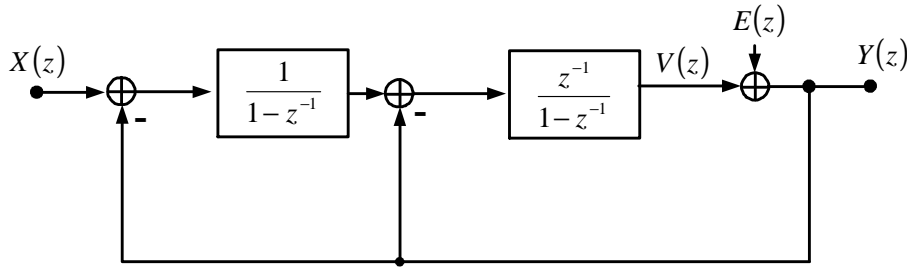 E(z)
X(z)
1
1 − z⁻¹
z⁻¹
1 − z⁻¹
V(z)
Y(z)
-
-